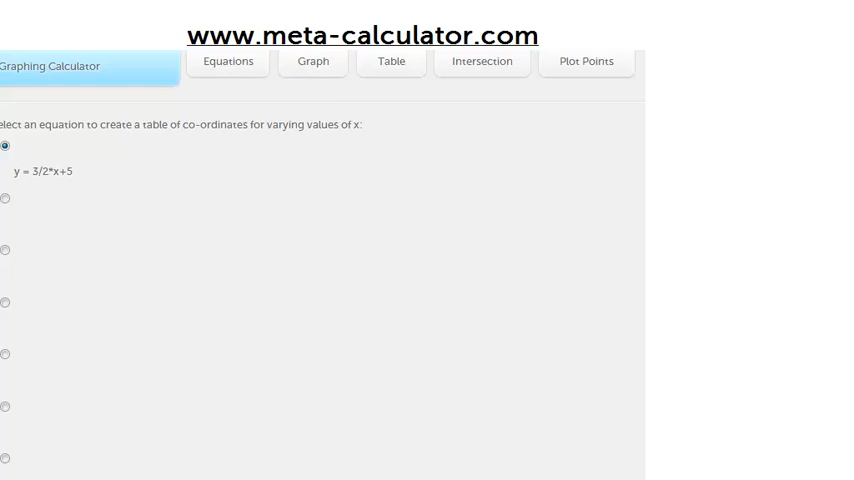 www.meta-calculator.com
Graphing Calculator
Equations
Graph
Table
Intersection
Plot Points
elect an equation to create a table of co-ordinates for varying values of x:
y = 3/2*x+5